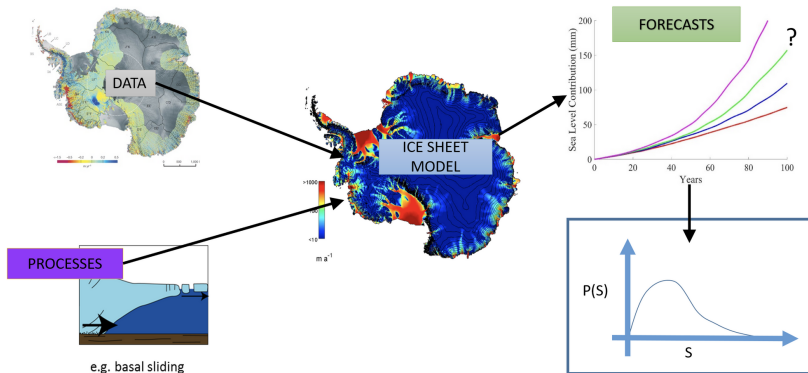 DATA
PROCESSES
e.g. basal sliding
ICE SHEET
MODEL
>1000
<10
m a⁻¹
FORECASTS
?
Sea Level Contribution (mm)
200
150
100
50
0
0 20 40 60 80 100
Years
P(S)
S